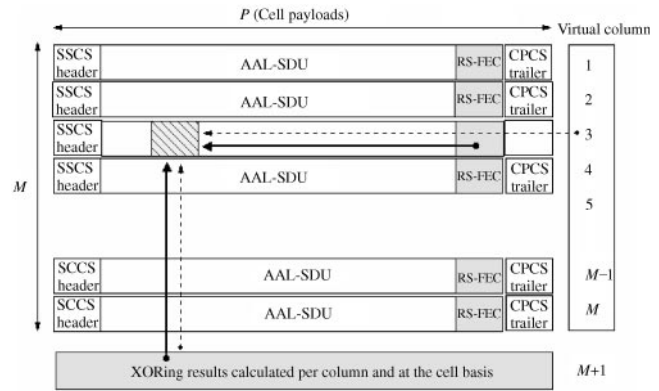 P (Cell payloads)
Virtual column
SSCS header AAL-SDU RS-FEC CPCS trailer 1
SSCS header AAL-SDU RS-FEC CPCS trailer 2
SSCS header 3
SSCS header AAL-SDU RS-FEC CPCS trailer 4
M
5
SCCS header AAL-SDU RS-FEC CPCS trailer M−1
SCCS header AAL-SDU RS-FEC CPCS trailer M
XORing results calculated per column and at the cell basis M+1